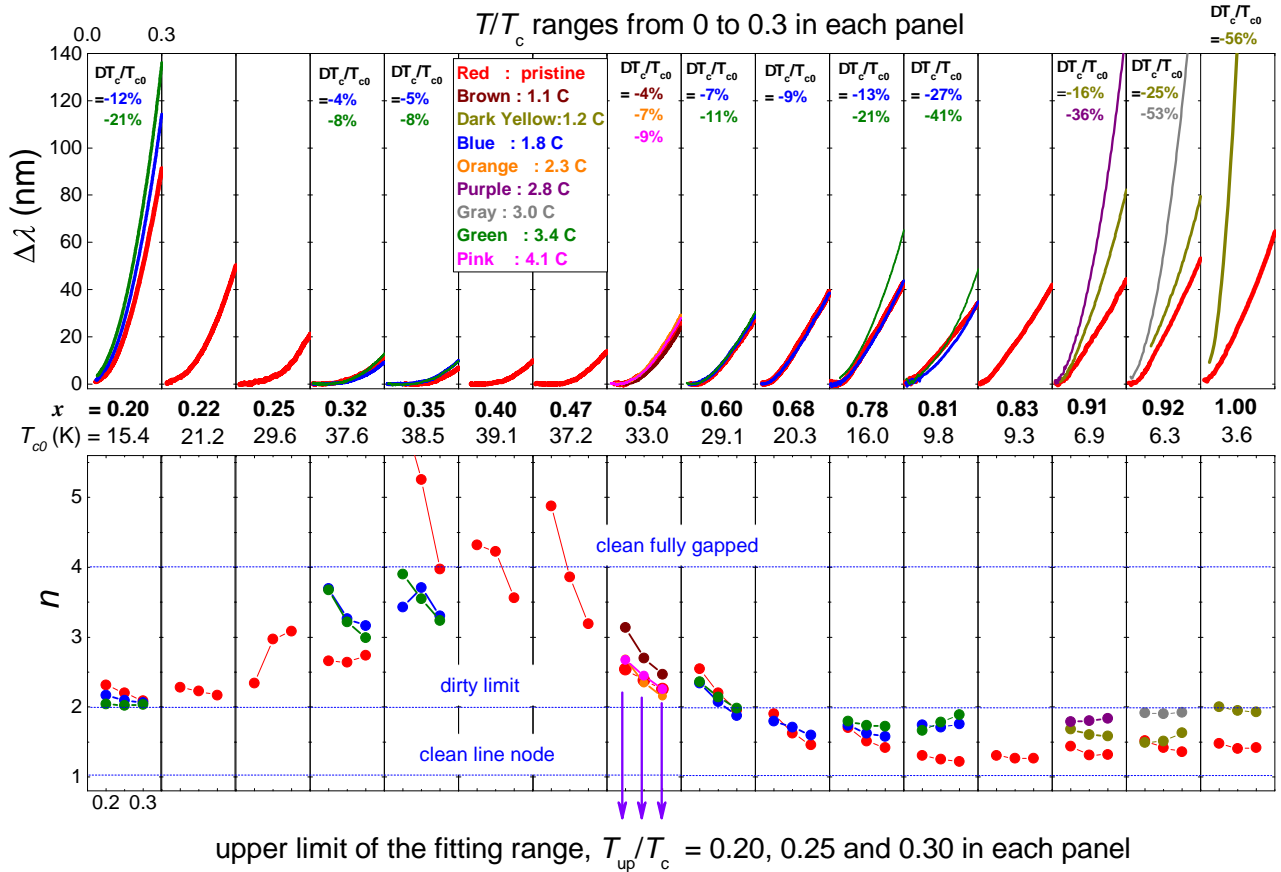 T/Tc ranges from 0 to 0.3 in each panel
0.0 0.3
140
120
100
80
60
40
20
0
Δλ (nm)
DTc/Tc0
=-12%
-21%
DTc/Tc0
=-4%
-8%
DTc/Tc0
=-5%
-8%
Red : pristine
Brown : 1.1 C
Dark Yellow:1.2 C
Blue : 1.8 C
Orange : 2.3 C
Purple : 2.8 C
Gray : 3.0 C
Green : 3.4 C
Pink : 4.1 C
DTc/Tc0
= -4%
-7%
-9%
DTc/Tc0
=-7%
-11%
DTc/Tc0
=-9%
DTc/Tc0
=-13%
-21%
DTc/Tc0
=-27%
-41%
DTc/Tc0
=-16%
-36%
DTc/Tc0
=-25%
-53%
DTc/Tc0
=-56%
x = 0.20 0.22 0.25 0.32 0.35 0.40 0.47 0.54 0.60 0.68 0.78 0.81 0.83 0.91 0.92 1.00
Tc0 (K) = 15.4 21.2 29.6 37.6 38.5 39.1 37.2 33.0 29.1 20.3 16.0 9.8 9.3 6.9 6.3 3.6
5
4
3
2
1
n
clean fully gapped
dirty limit
clean line node
0.2 0.3
upper limit of the fitting range, Tup/Tc = 0.20, 0.25 and 0.30 in each panel